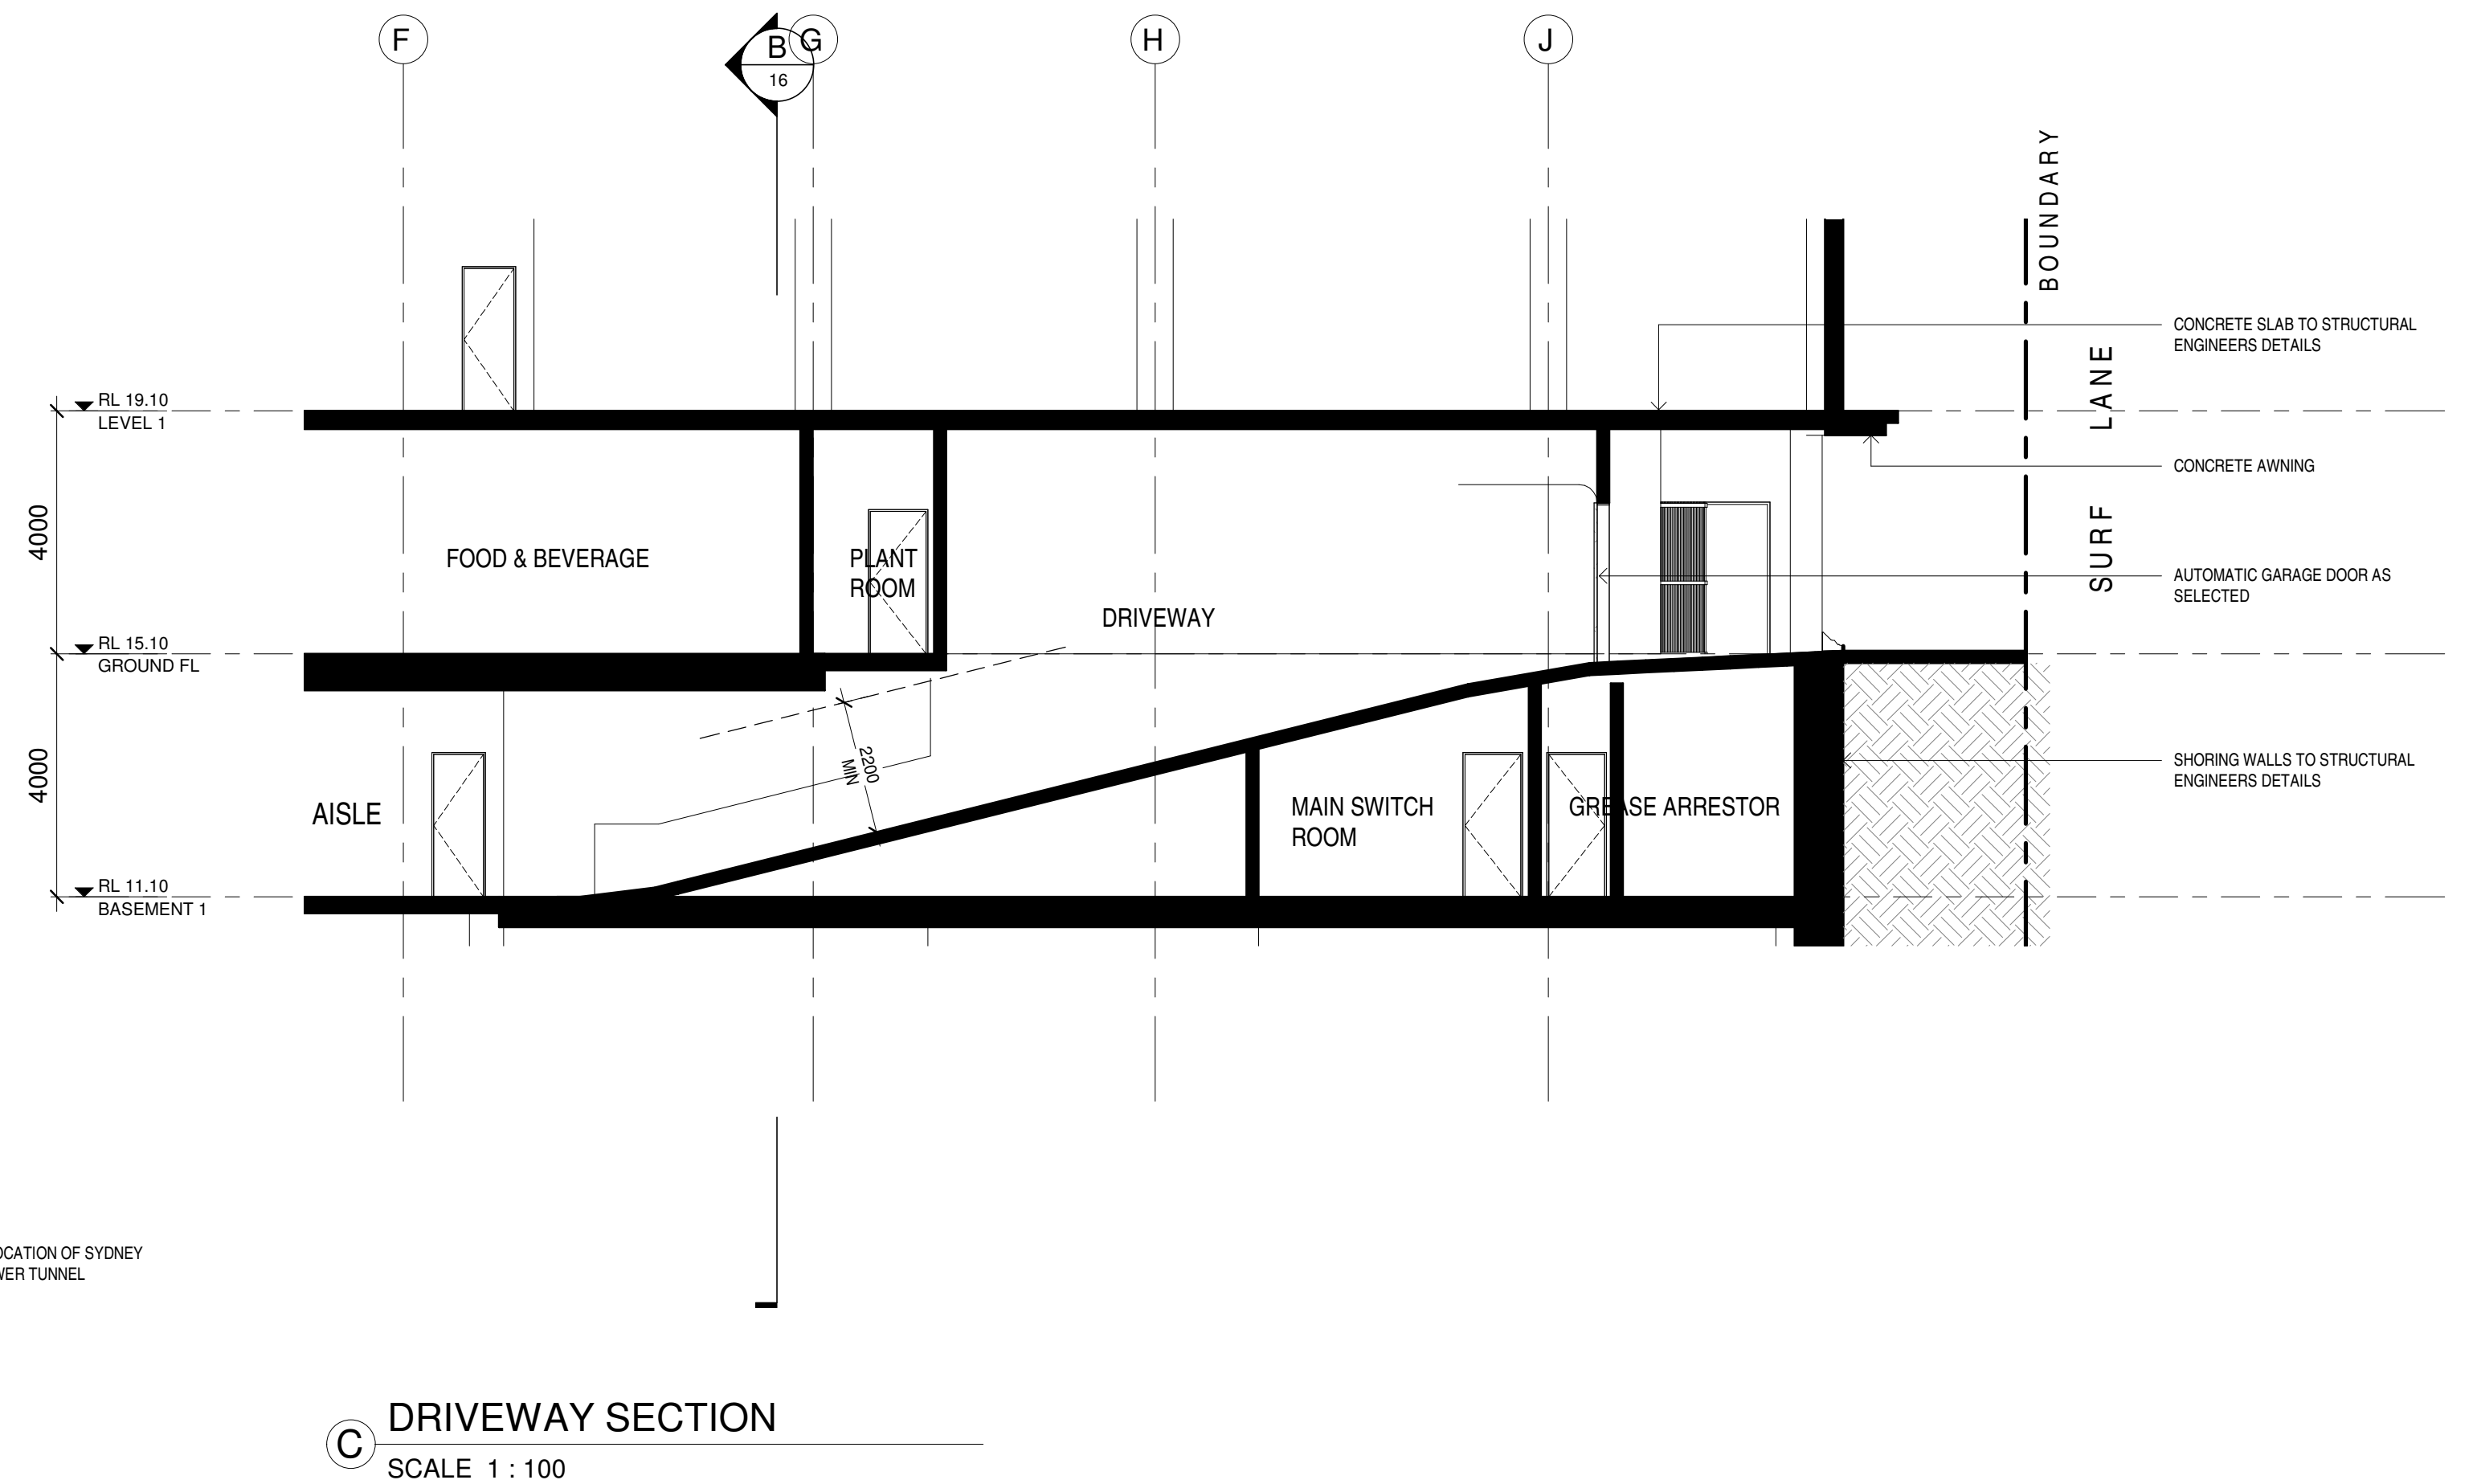 F
B
G
H
J
16
BOUNDARY
CONCRETE SLAB TO STRUCTURAL
ENGINEERS DETAILS
RL 19.10
LEVEL 1
SURF LANE
CONCRETE AWNING
4000
FOOD & BEVERAGE
PLANT
ROOM
DRIVEWAY
AUTOMATIC GARAGE DOOR AS
SELECTED
RL 15.10
GROUND FL
4000
2200
MIN
AISLE
MAIN SWITCH
ROOM
GREASE ARRESTOR
SHORING WALLS TO STRUCTURAL
ENGINEERS DETAILS
RL 11.10
BASEMENT 1
OCATION OF SYDNEY
WER TUNNEL
C
DRIVEWAY SECTION
SCALE 1 : 100